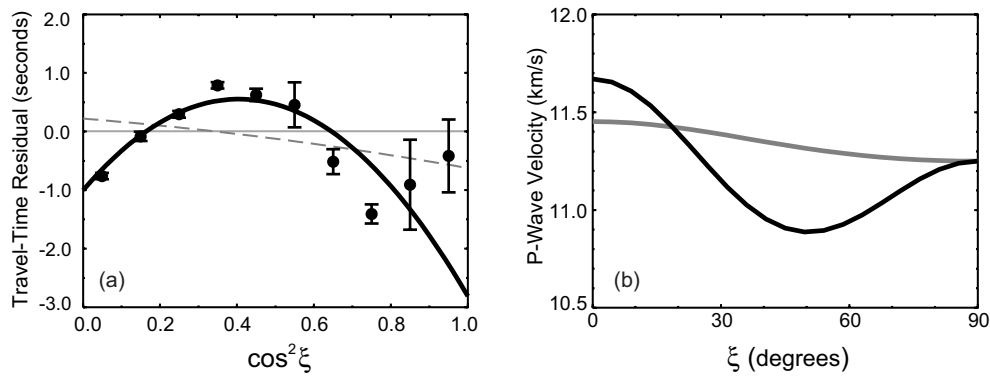 2.0
1.0
0.0
-1.0
-2.0
-3.0
Travel-Time Residual (seconds)
(a)
0.0 0.2 0.4 0.6 0.8 1.0
cos²ξ
12.0
11.5
11.0
10.5
P-Wave Velocity (km/s)
(b)
0 30 60 90
ξ (degrees)